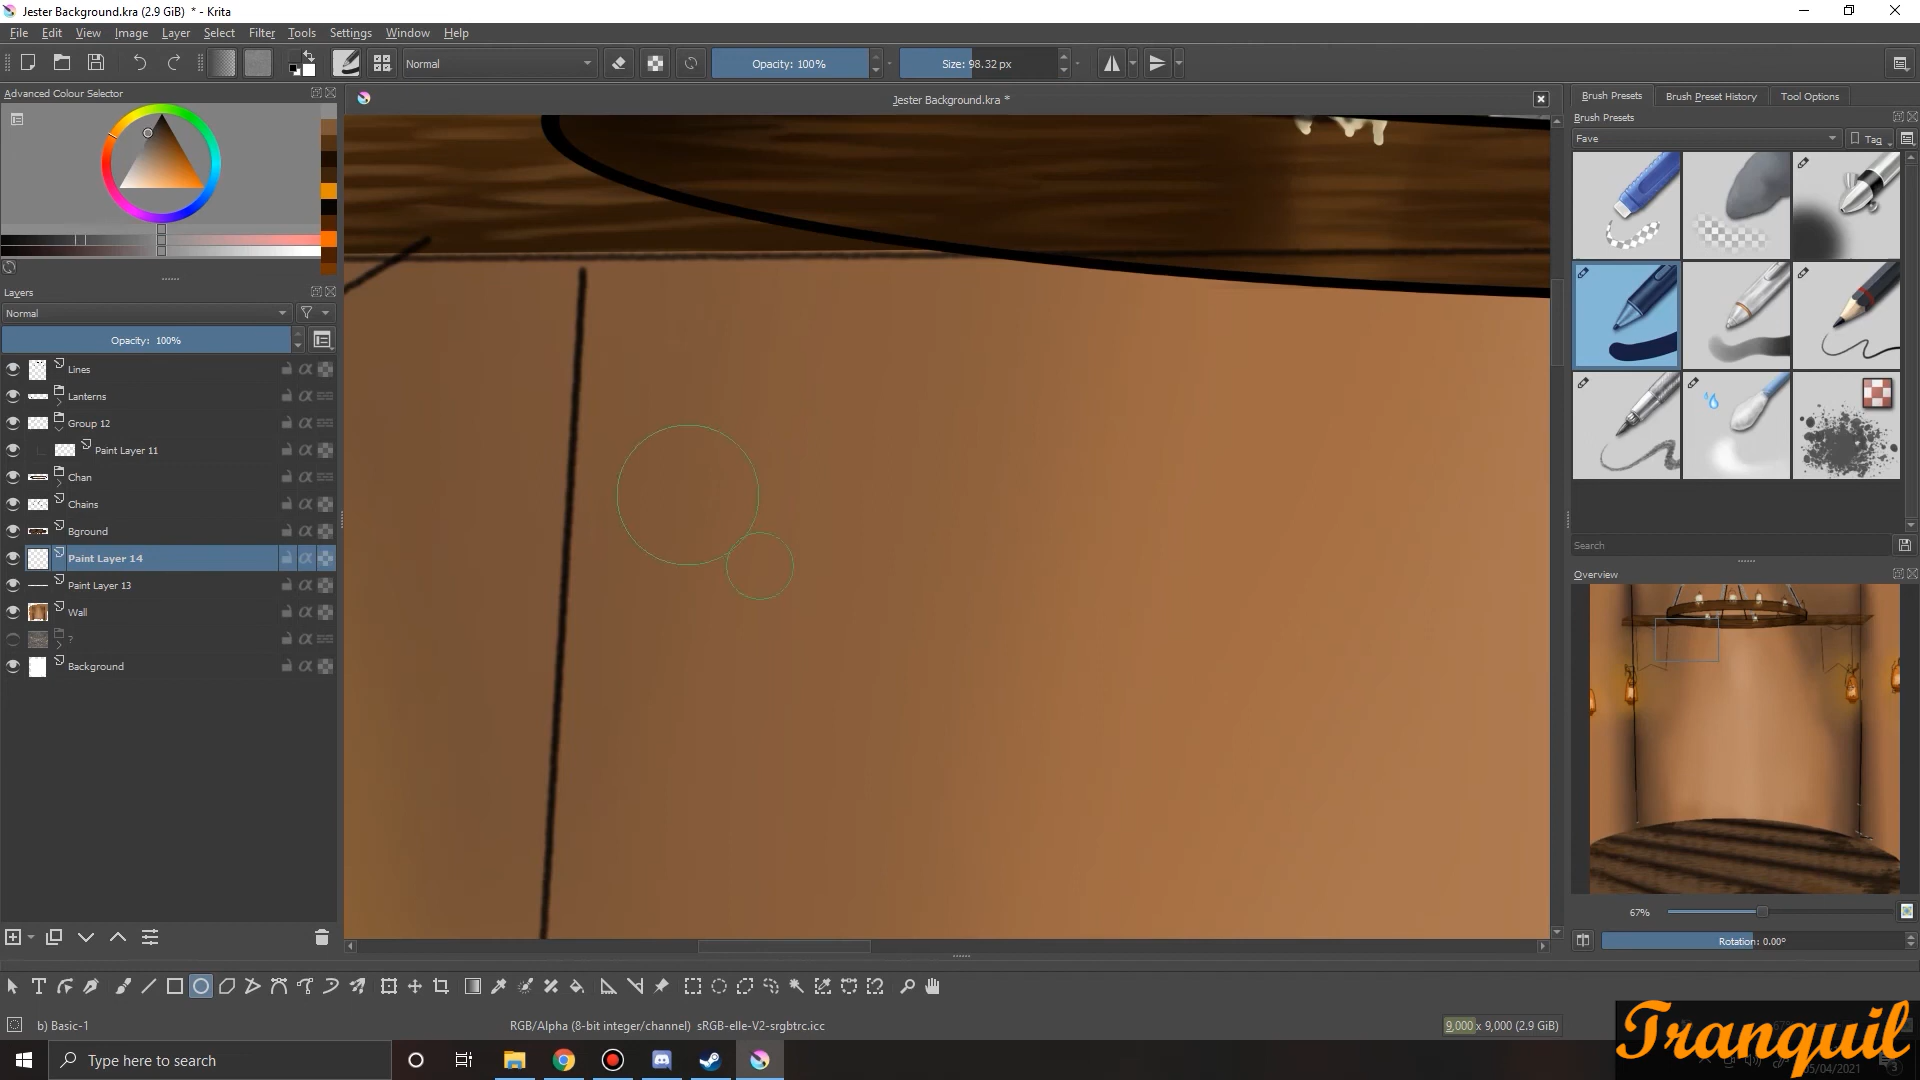 Jester Background.kra (2.9 GiB) * - Krita
File Edit View Image Layer Select Filter Tools Settings Window Help
Normal
Opacity: 100%
Size: 98.32 px
Advanced Colour Selector
Jester Background.kra *
Brush Presets Brush Preset History Tool Options
Brush Presets
Fave
Tag
Layers
Normal
Opacity: 100%
Lines
Lanterns
Group 12
Paint Layer 11
Chan
Chains
Bground
Paint Layer 14
Paint Layer 13
Wall
?
Background
Search
Overview
67%
Rotation: 0.00°
b) Basic-1
RGB/Alpha (8-bit integer/channel) sRGB-elle-V2-srgbtrc.icc
9,000 x 9,000 (2.9 GiB)
Type here to search
Tranquil
05/04/2021